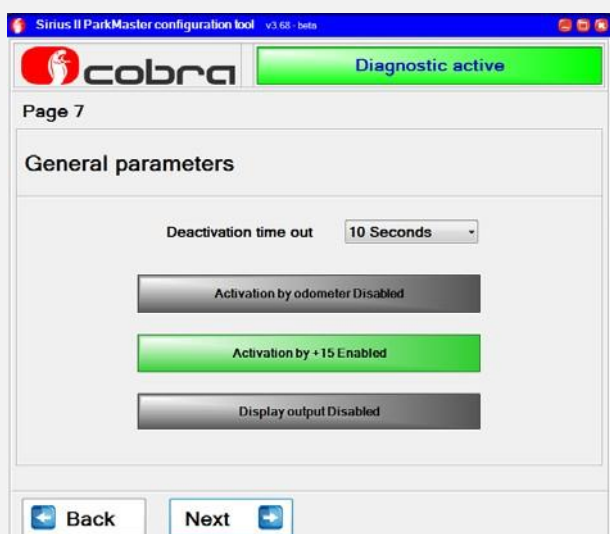 Sirius II ParkMaster configuration tool v3.68 - beta
cobra
Diagnostic active
Page 7
General parameters
Deactivation time out 10 Seconds
Activation by odometer Disabled
Activation by +15 Enabled
Display output Disabled
Back Next